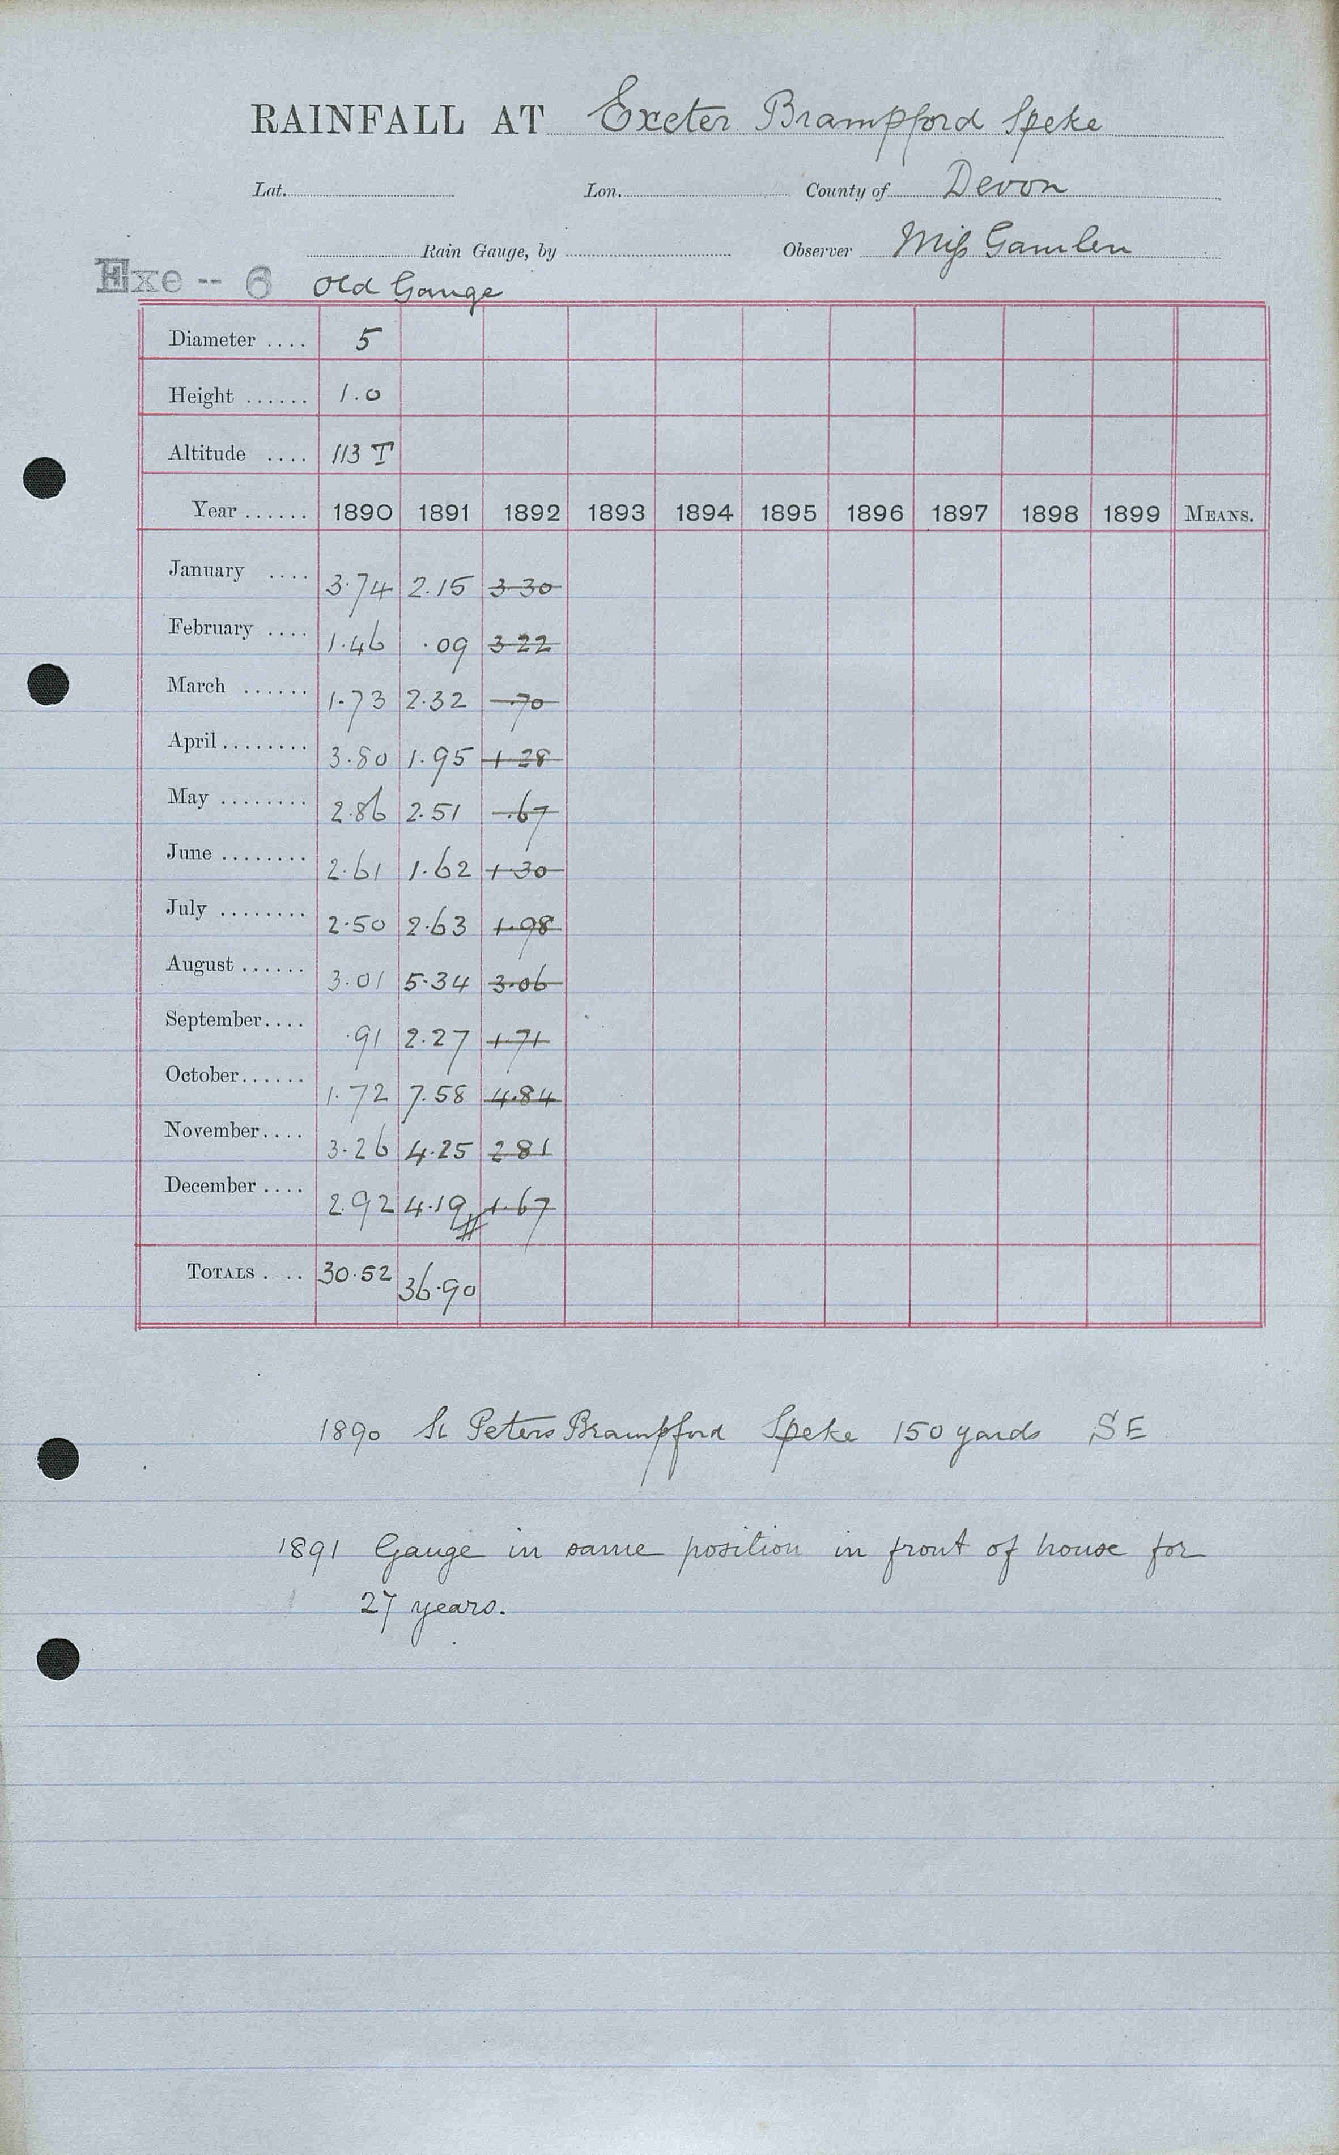 RAINFALL AT Exeter Brampford Speke
Lat. Lon. County of Devon
Rain Gauge, by Observer Miss Gamlen
Exe -- 6 Old Gauge
Diameter .... 5
Height ...... 1.0
Altitude .... 113 T
Year ...... 1890 1891 1892 1893 1894 1895 1896 1897 1898 1899 MEANS.
January .... 3.74 2.15 3 30
February .... 1.46 .09 3 22
March ...... 1.73 2.32 .70
April ........ 3.80 1.95 1 28
May ........ 2.86 2.51 .67
June ........ 2.61 1.62 1 30
July ........ 2.50 2.63 1.98
August ...... 3.01 5.34 3.06
September.... .91 2.27 1.71
October...... 1.72 7.58 4.84
November.... 3.26 4.25 2 81
December .... 2.92 4.19 1.67
TOTALS . .. 30.52 36.90
1890 St Peters Brampford Speke 150 yards SE
1891 Gauge in same position in front of house for
27 years.